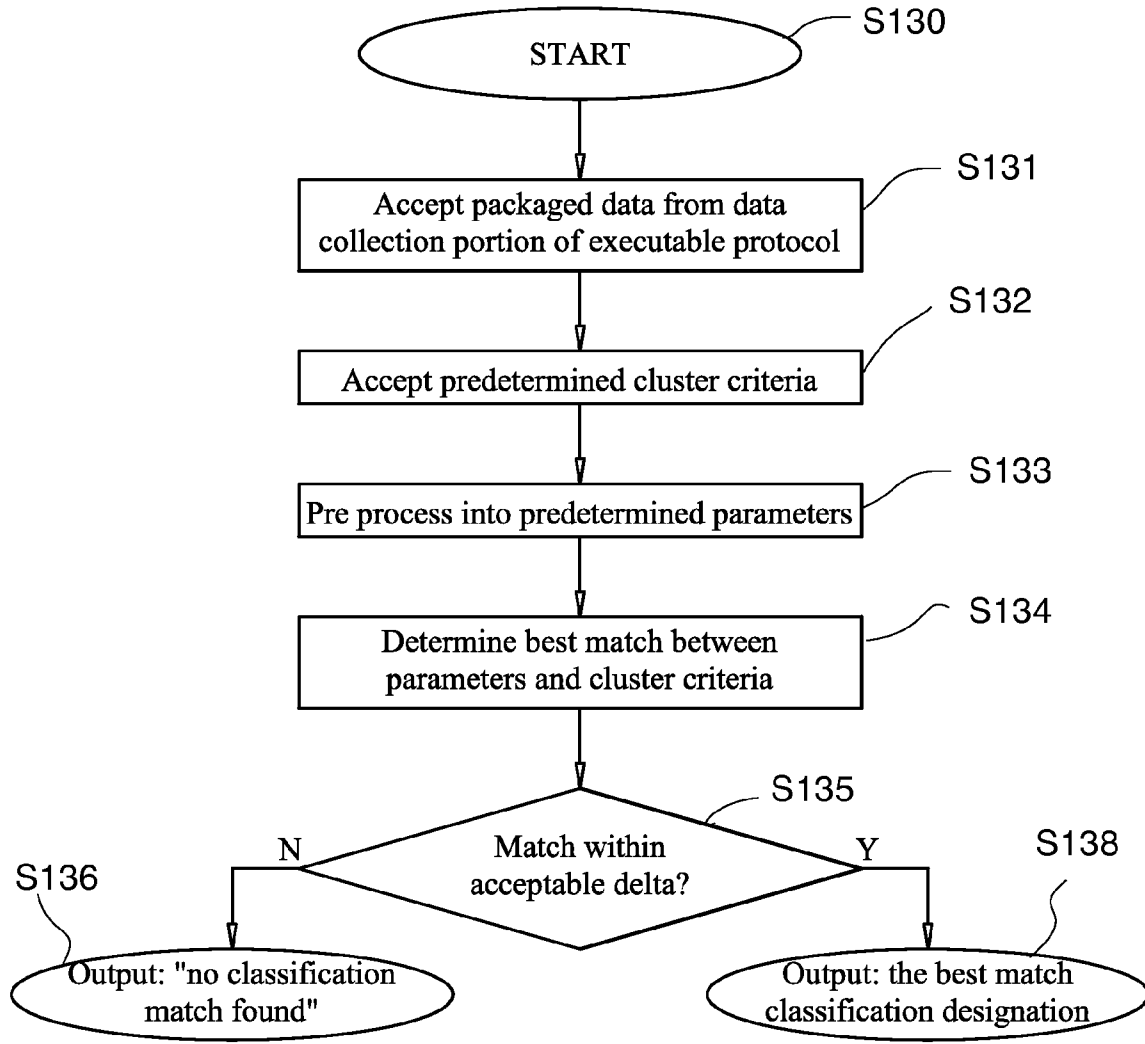 S130
START
S131
Accept packaged data from data
collection portion of executable protocol
S132
Accept predetermined cluster criteria
S133
Pre process into predetermined parameters
S134
Determine best match between
parameters and cluster criteria
S135
Match within
acceptable delta?
N
Y
S136
Output: "no classification
match found"
S138
Output: the best match
classification designation